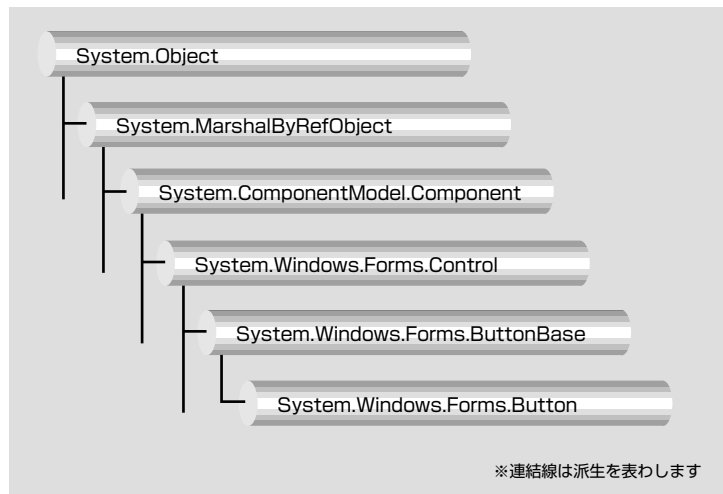 System.Object
System.MarshalByRefObject
System.ComponentModel.Component
System.Windows.Forms.Control
System.Windows.Forms.ButtonBase
System.Windows.Forms.Button
※連結線は派生を表わします